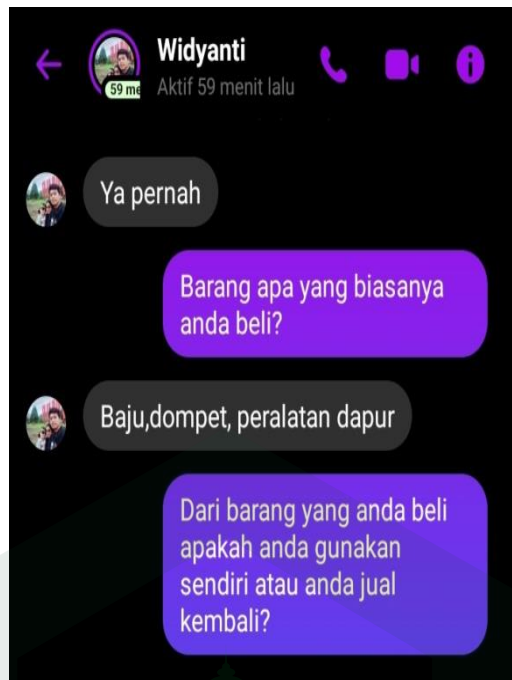 Widyanti
Aktif 59 menit lalu
59 me
Ya pernah
Barang apa yang biasanya
anda beli?
Baju,dompet, peralatan dapur
Dari barang yang anda beli
apakah anda gunakan
sendiri atau anda jual
kembali?